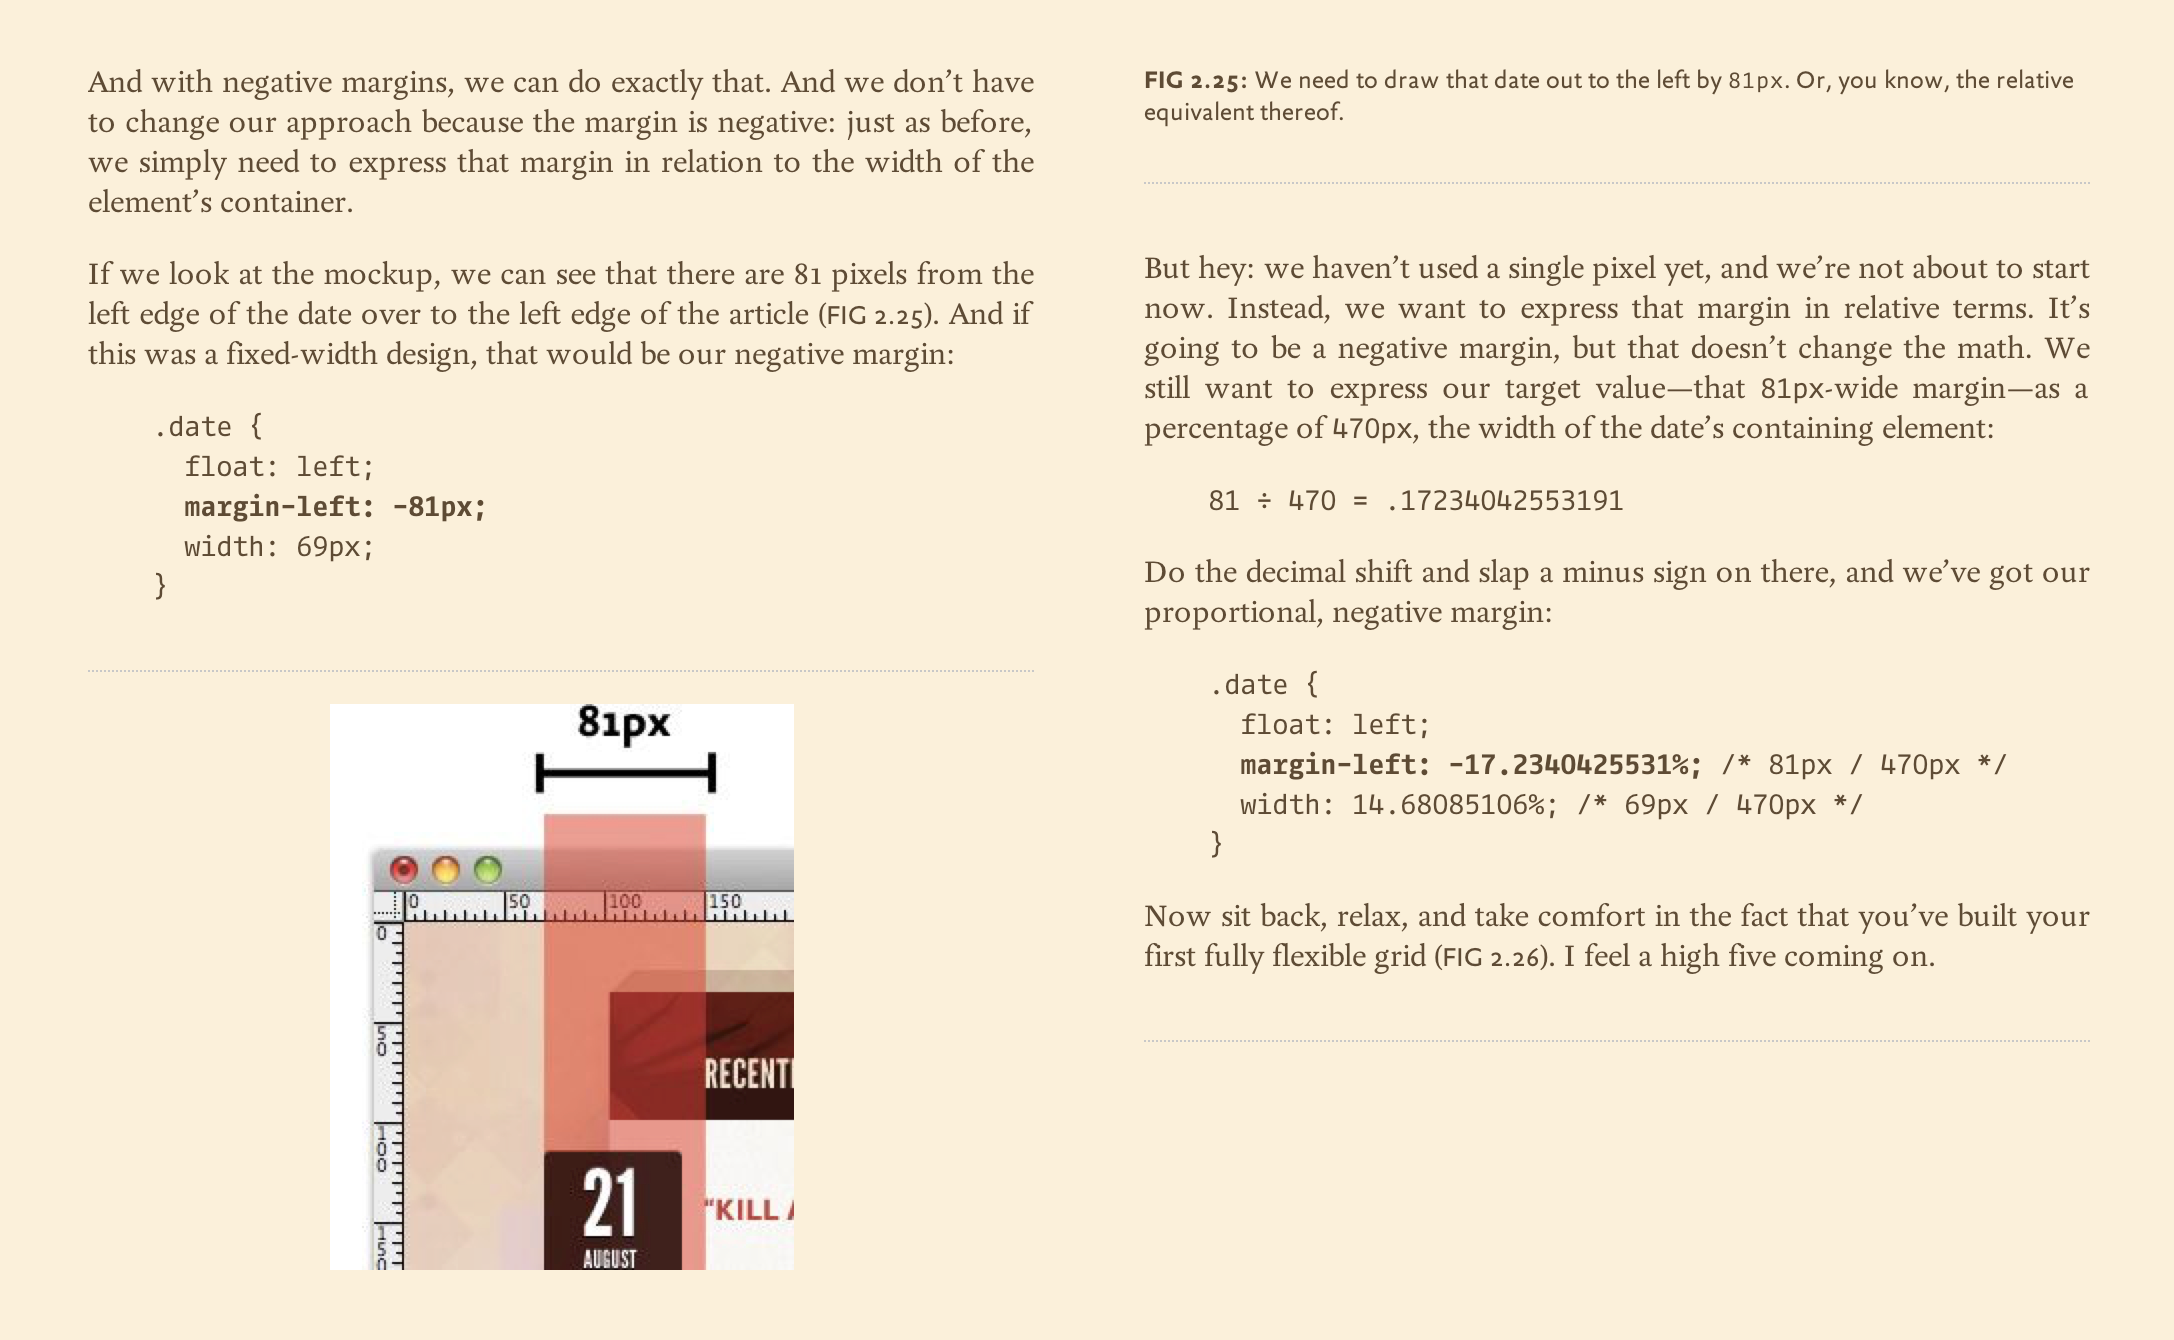 And with negative margins, we can do exactly that. And we don’t have
to change our approach because the margin is negative: just as before,
we simply need to express that margin in relation to the width of the
element’s container.
If we look at the mockup, we can see that there are 81 pixels from the
left edge of the date over to the left edge of the article (FIG 2.25). And if
this was a fixed-width design, that would be our negative margin:
.date {
float: left;
margin-left: -81px;
width: 69px;
}
81px
0 50 100 150
0
50
100
150
RECENT
21
AUGUST
“KILL A
FIG 2.25: We need to draw that date out to the left by 81px. Or, you know, the relative
equivalent thereof.
But hey: we haven’t used a single pixel yet, and we’re not about to start
now. Instead, we want to express that margin in relative terms. It’s
going to be a negative margin, but that doesn’t change the math. We
still want to express our target value—that 81px-wide margin—as a
percentage of 470px, the width of the date’s containing element:
81 ÷ 470 = .17234042553191
Do the decimal shift and slap a minus sign on there, and we’ve got our
proportional, negative margin:
.date {
float: left;
margin-left: -17.2340425531%; /* 81px / 470px */
width: 14.68085106%; /* 69px / 470px */
}
Now sit back, relax, and take comfort in the fact that you’ve built your
first fully flexible grid (FIG 2.26). I feel a high five coming on.